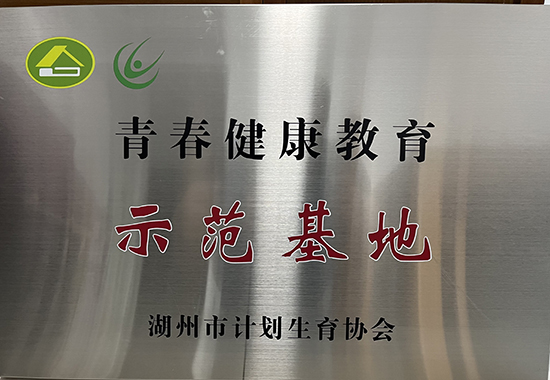 青春健康教育
示范基地
湖州市计划生育协会